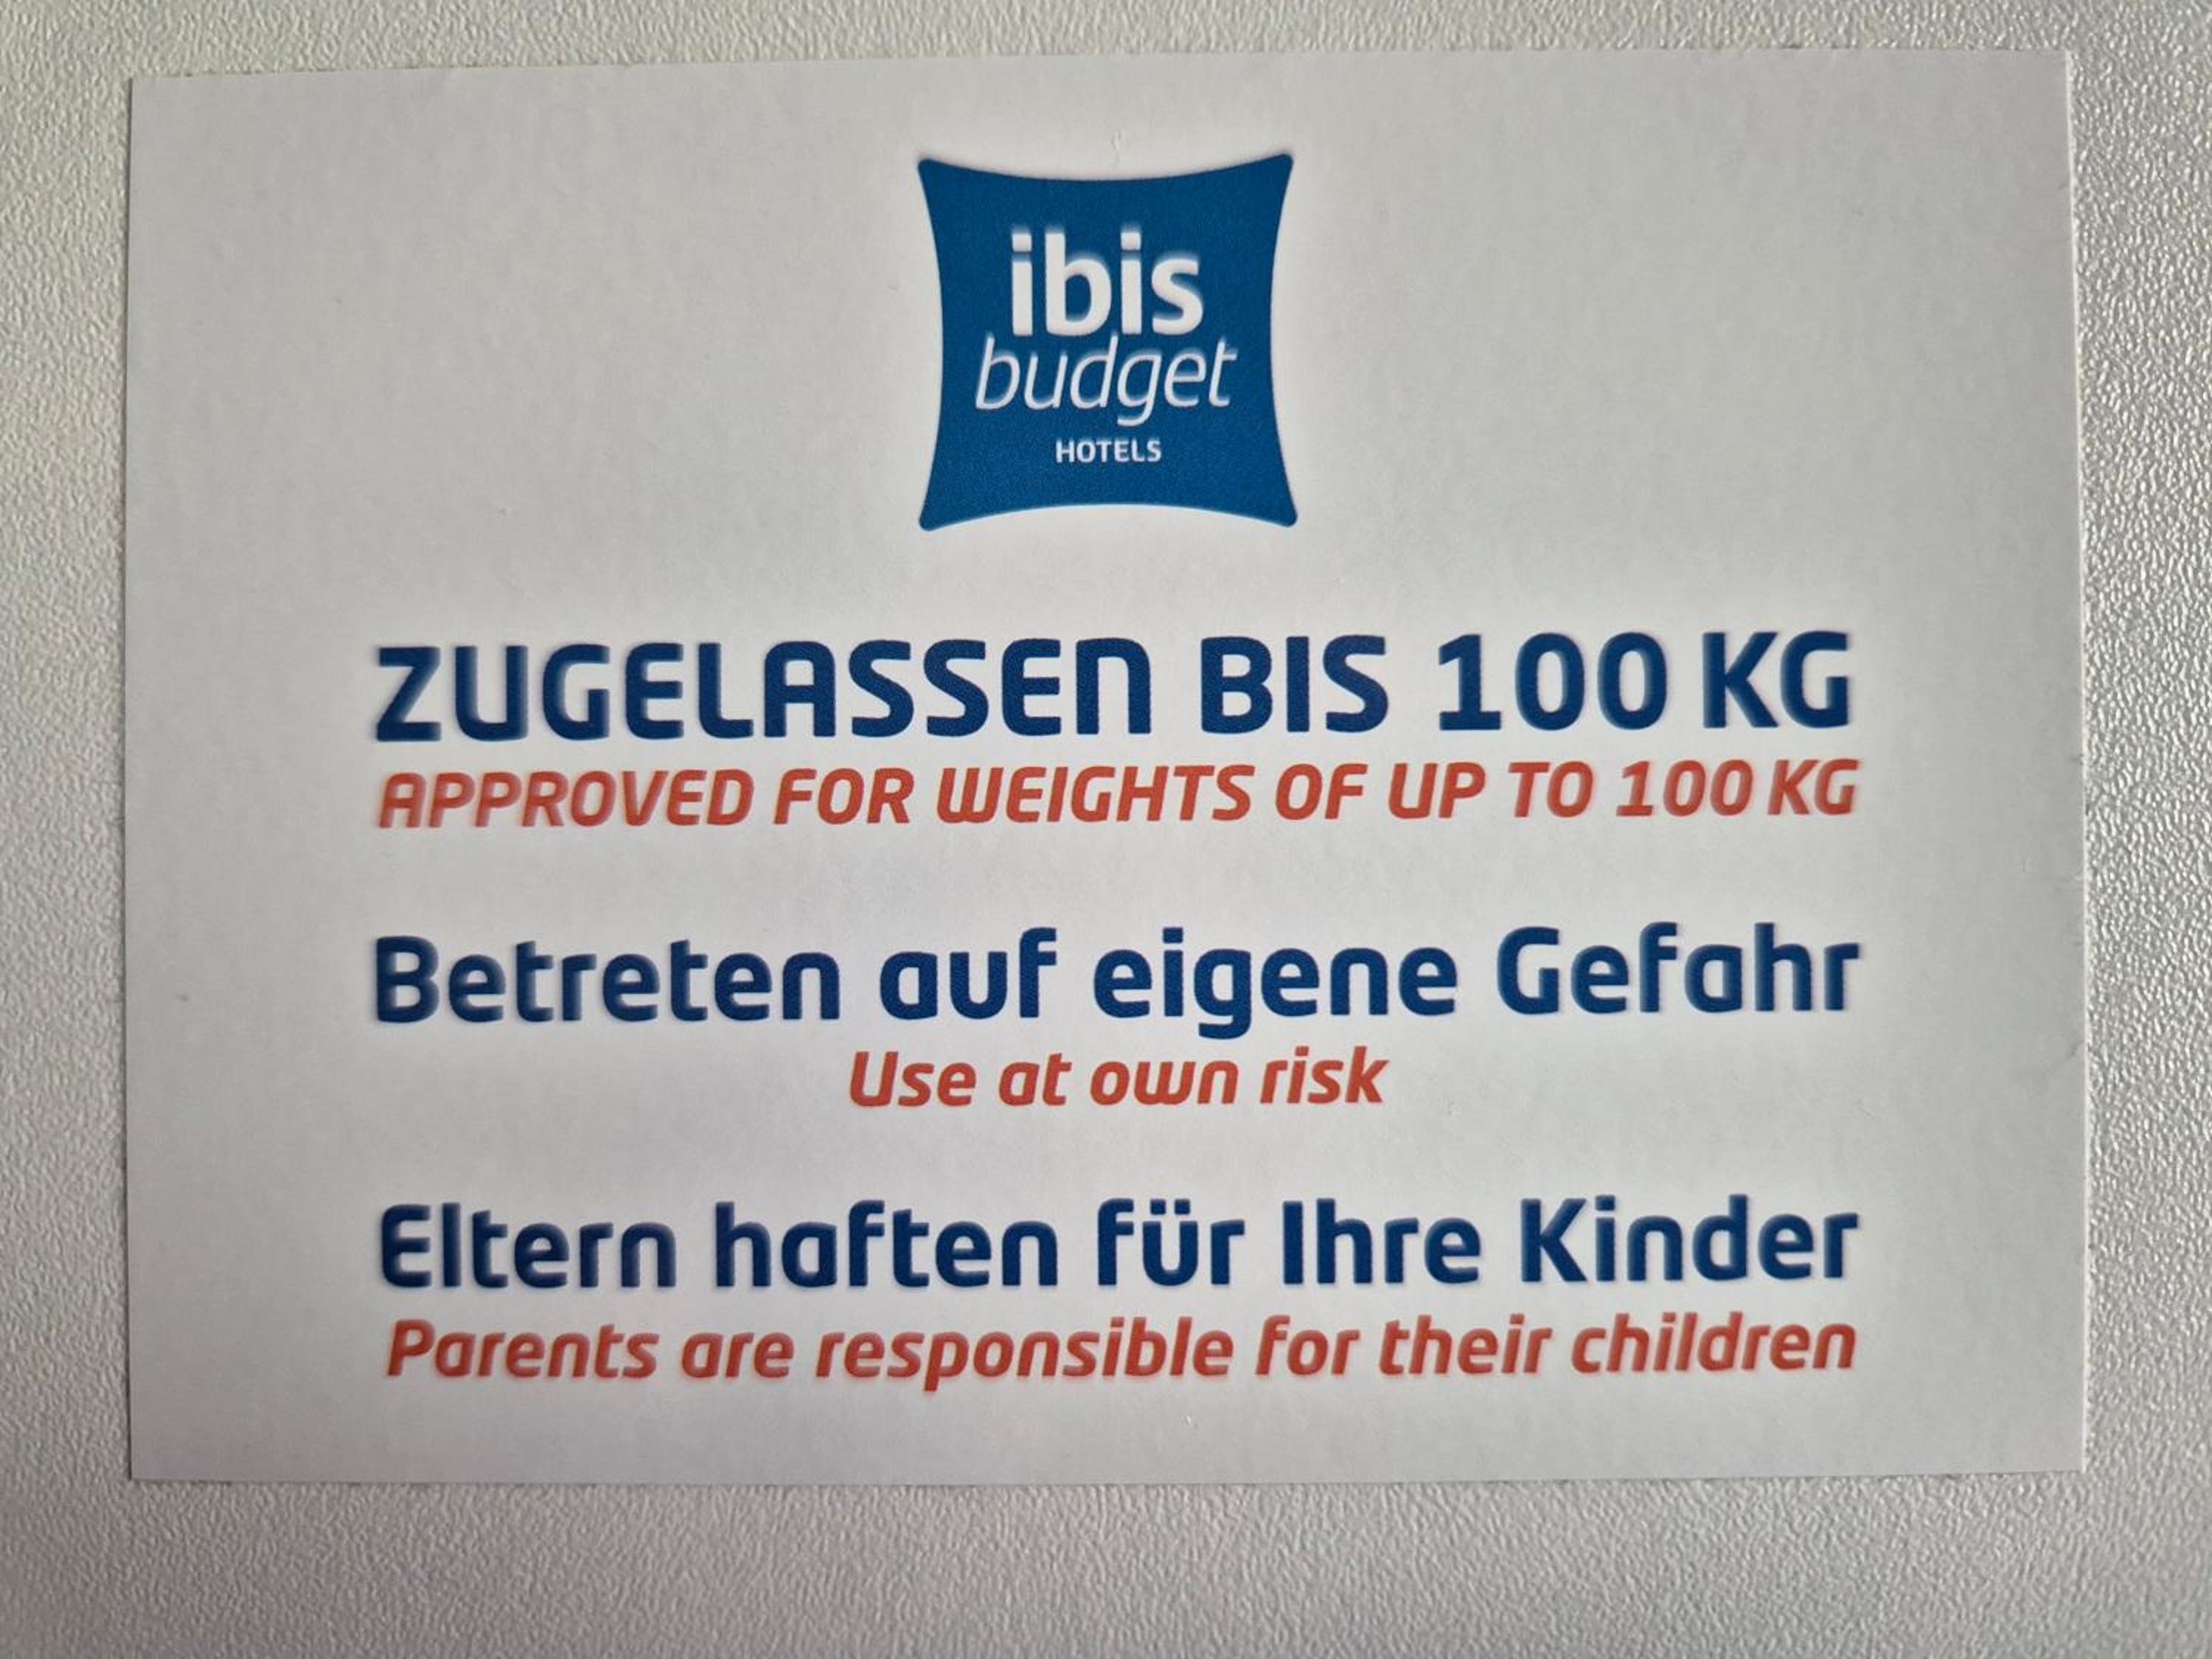 ibis
budget
HOTELS
ZUGELASSEN BIS 100 KG
APPROVED FOR WEIGHTS OF UP TO 100 KG
Betreten auf eigene Gefahr
Use at own risk
Eltern haften für Ihre Kinder
Parents are responsible for their children